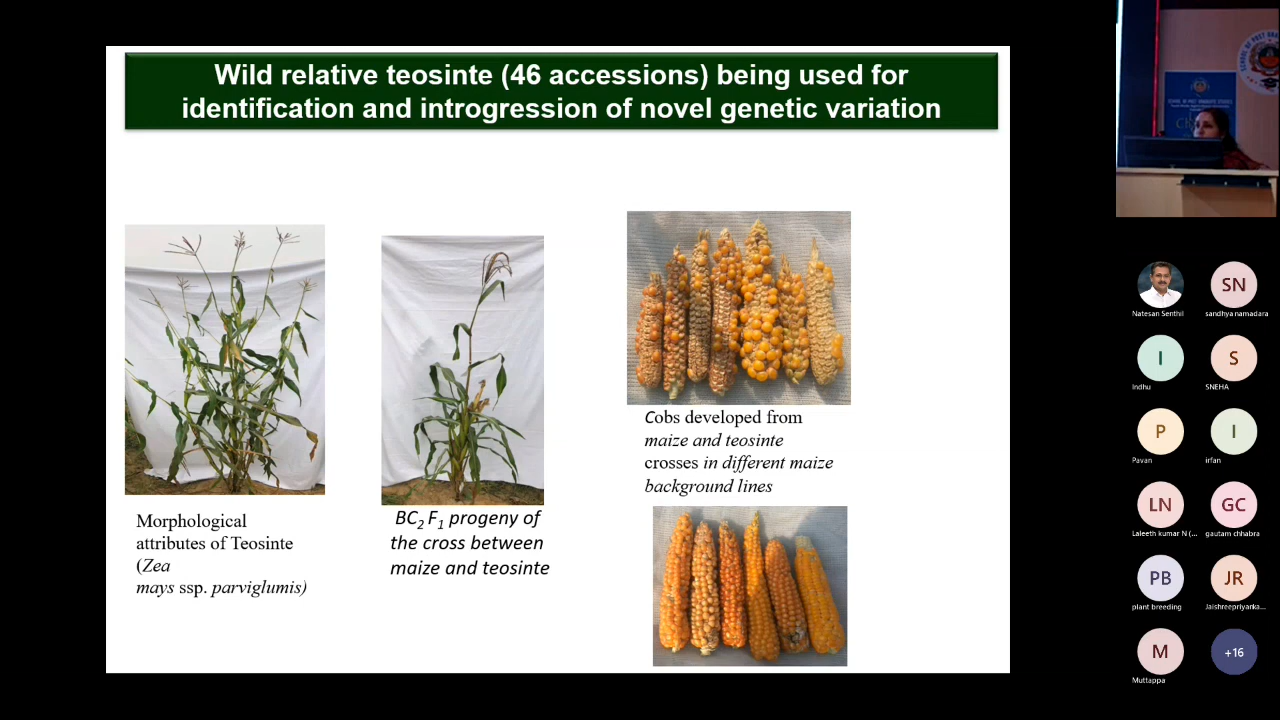 Wild relative teosinte (46 accessions) being used for
identification and introgression of novel genetic variation
Morphological
attributes of Teosinte
(Zea
mays ssp. parviglumis)
BC2 F1 progeny of
the cross between
maize and teosinte
Cobs developed from
maize and teosinte
crosses in different maize
background lines
Natesan Senthil
SN
sandhya namadara
I
Indhu
S
SNEHA
P
Pavan
I
irfan
LN
Laleeth kumar N (...
GC
gautam chhabra
PB
plant breeding
JR
Jaishreepriyanka...
M
Muttappa
+16